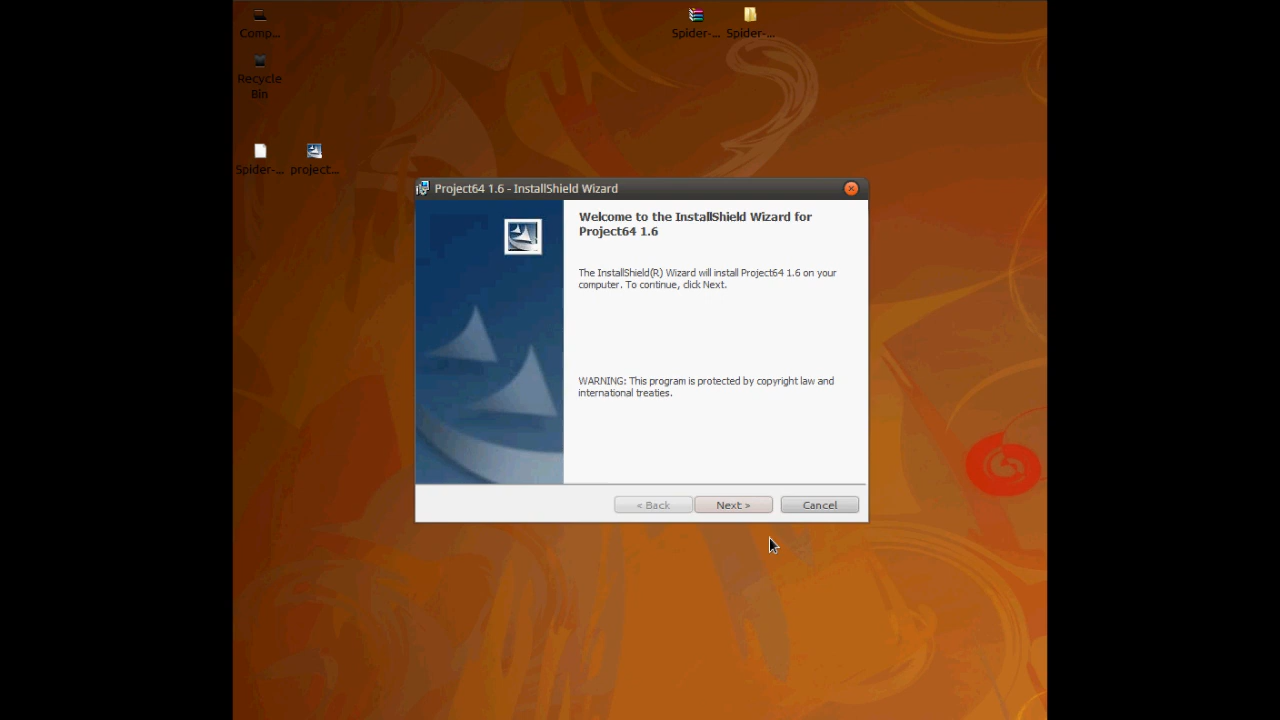 Comp...
Spider-...
Spider-...
Recycle
Bin
Spider-...
project...
Project64 1.6 - InstallShield Wizard
Welcome to the InstallShield Wizard for
Project64 1.6
The InstallShield(R) Wizard will install Project64 1.6 on your
computer. To continue, click Next.
WARNING: This program is protected by copyright law and
international treaties.
< Back
Next >
Cancel